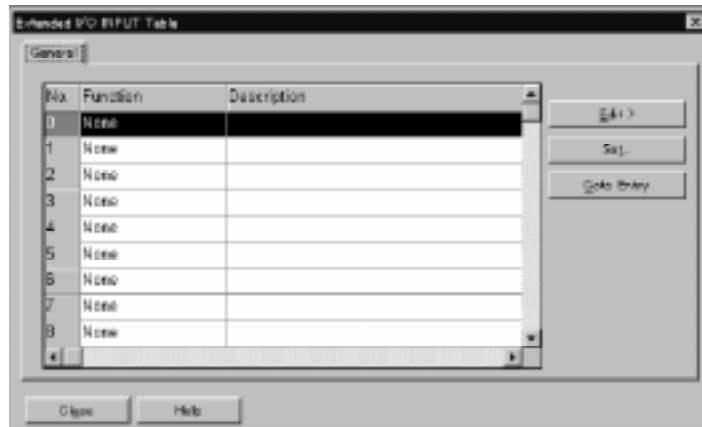 Extended I/O INPUT Table
General
No. Function Description
0 None
1 None
2 None
3 None
4 None
5 None
6 None
7 None
8 None
Edit >
Set..
Goto Entry
Close Help